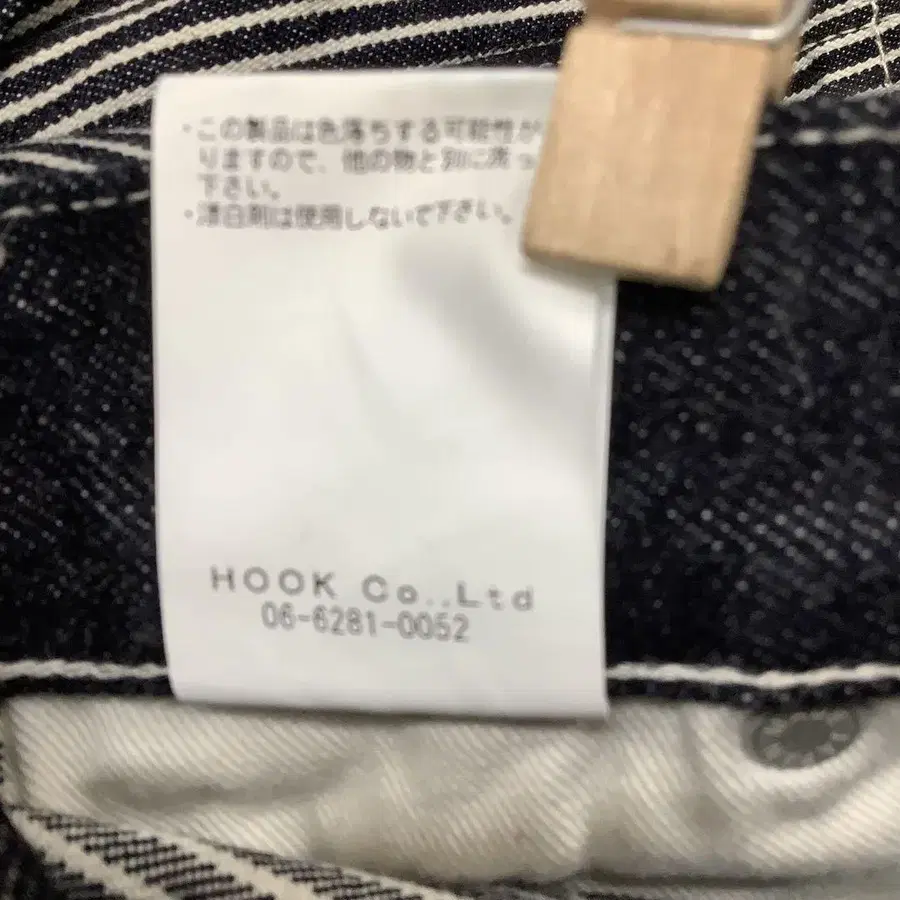 ・この製品は色落ちする可能性が
りますので、他の物と別に洗っ
下さい。
・漂白剤は使用しないで下さい。
HOOK Co.,Ltd
06-6281-0052